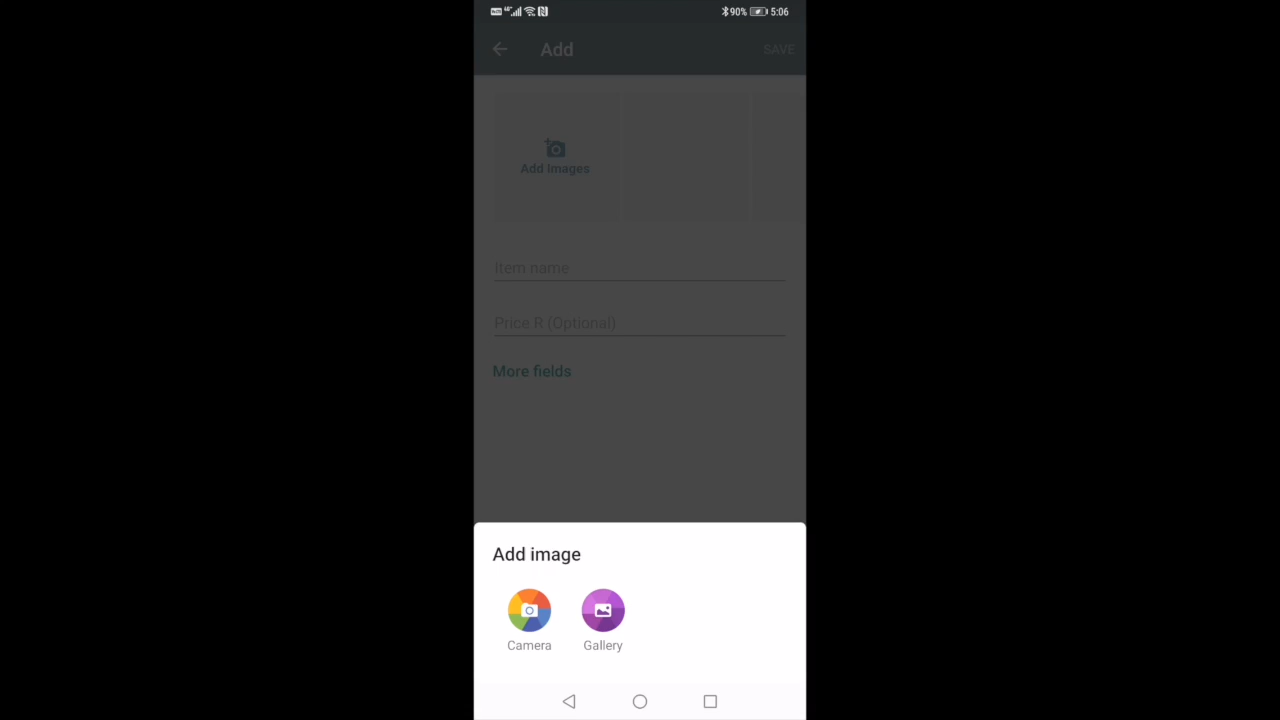 90% 5:06
Add SAVE
Add images
Item name
Price R (Optional)
More fields
Add image
Camera Gallery